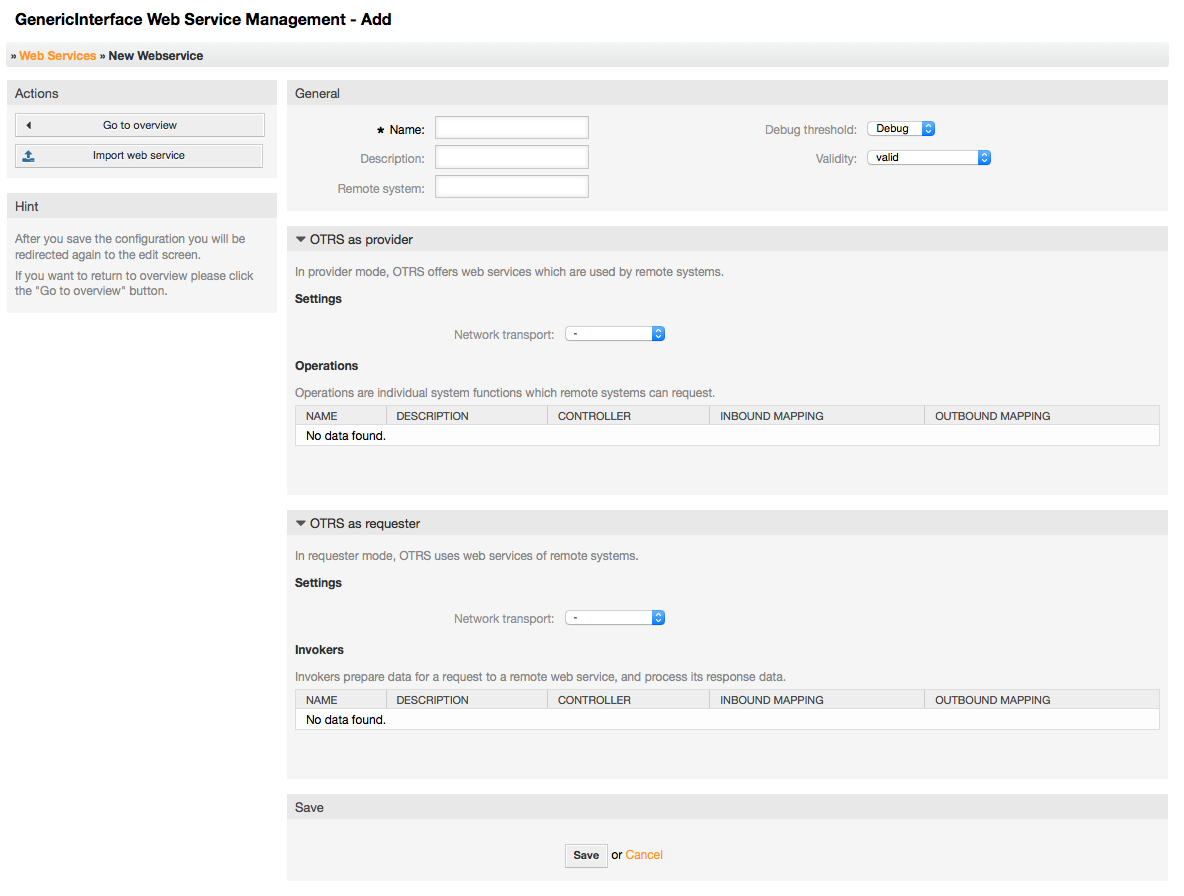 GenericInterface Web Service Management - Add
» Web Services » New Webservice
Actions
Go to overview
Import web service
Hint
After you save the configuration you will be
redirected again to the edit screen.
If you want to return to overview please click
the "Go to overview" button.
General
* Name:
Description:
Remote system:
Debug threshold: Debug
Validity: valid
OTRS as provider
In provider mode, OTRS offers web services which are used by remote systems.
Settings
Network transport: -
Operations
Operations are individual system functions which remote systems can request.
NAME DESCRIPTION CONTROLLER INBOUND MAPPING OUTBOUND MAPPING
No data found.
OTRS as requester
In requester mode, OTRS uses web services of remote systems.
Settings
Network transport: -
Invokers
Invokers prepare data for a request to a remote web service, and process its response data.
NAME DESCRIPTION CONTROLLER INBOUND MAPPING OUTBOUND MAPPING
No data found.
Save
Save or Cancel